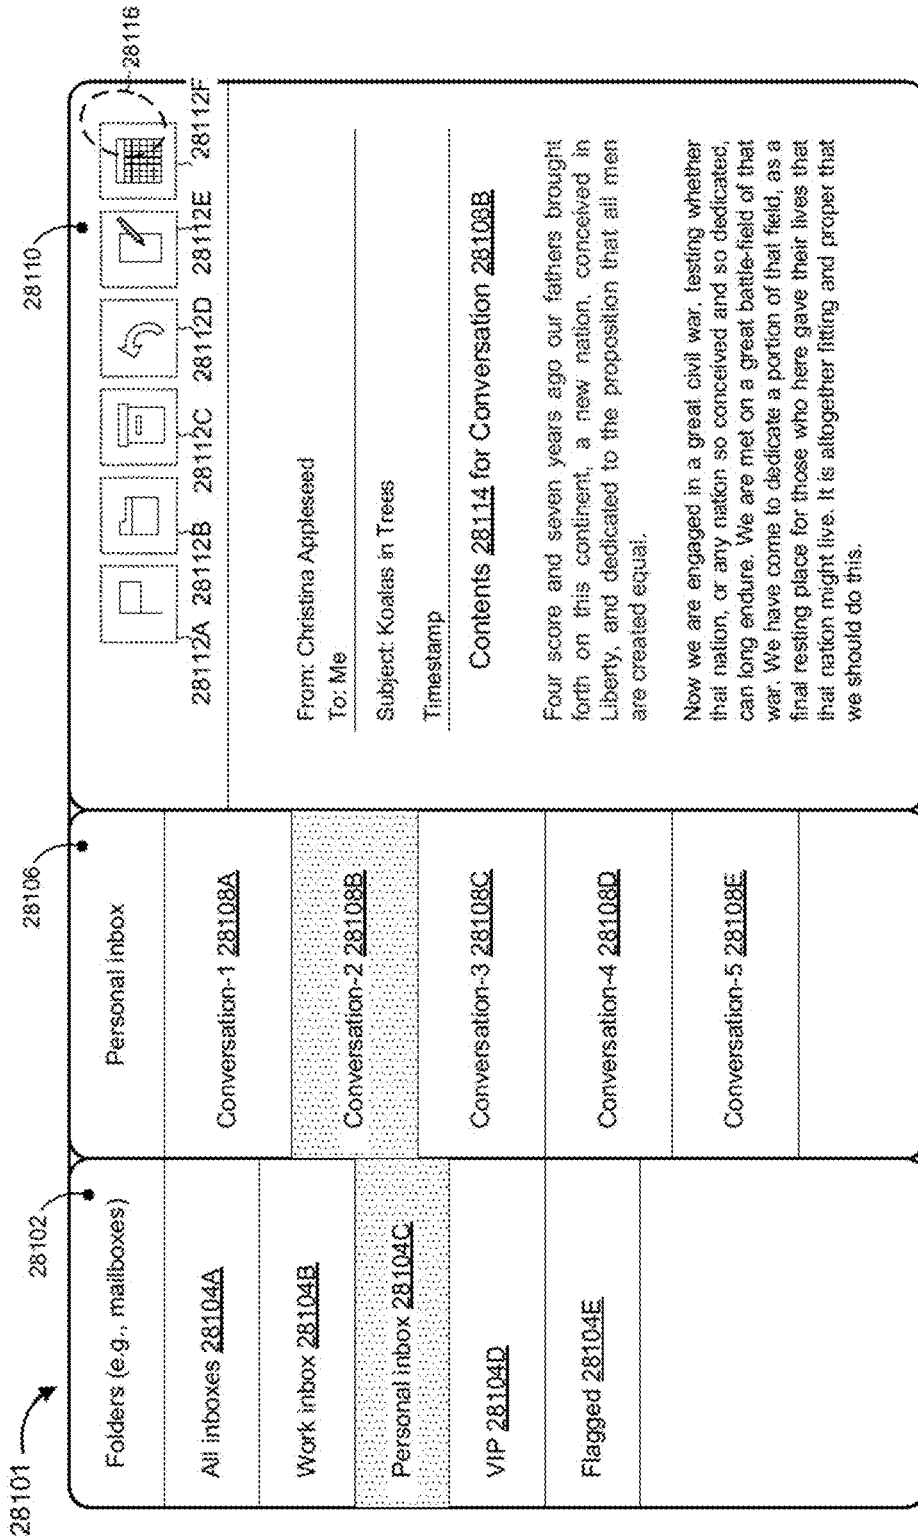 28101
28102
Folders (e.g., mailboxes)
All inboxes 28104A
Work inbox 28104B
Personal inbox 28104C
VIP 28104D
Flagged 28104E
28106
Personal inbox
Conversation-1 28108A
Conversation-2 28108B
Conversation-3 28108C
Conversation-4 28108D
Conversation-5 28108E
28110
28116
28112A 28112B 28112C 28112D 28112E 28112F
From: Christina Appleseed
To: Me
Subject: Koalas in Trees
Timestamp
Contents 28114 for Conversation 28108B
Four score and seven years ago our fathers brought
forth on this continent, a new nation, conceived in
Liberty, and dedicated to the proposition that all men
are created equal.
Now we are engaged in a great civil war, testing whether
that nation, or any nation so conceived and so dedicated,
can long endure. We are met on a great battle-field of that
war. We have come to dedicate a portion of that field, as a
final resting place for those who here gave their lives that
that nation might live. It is altogether fitting and proper that
we should do this.